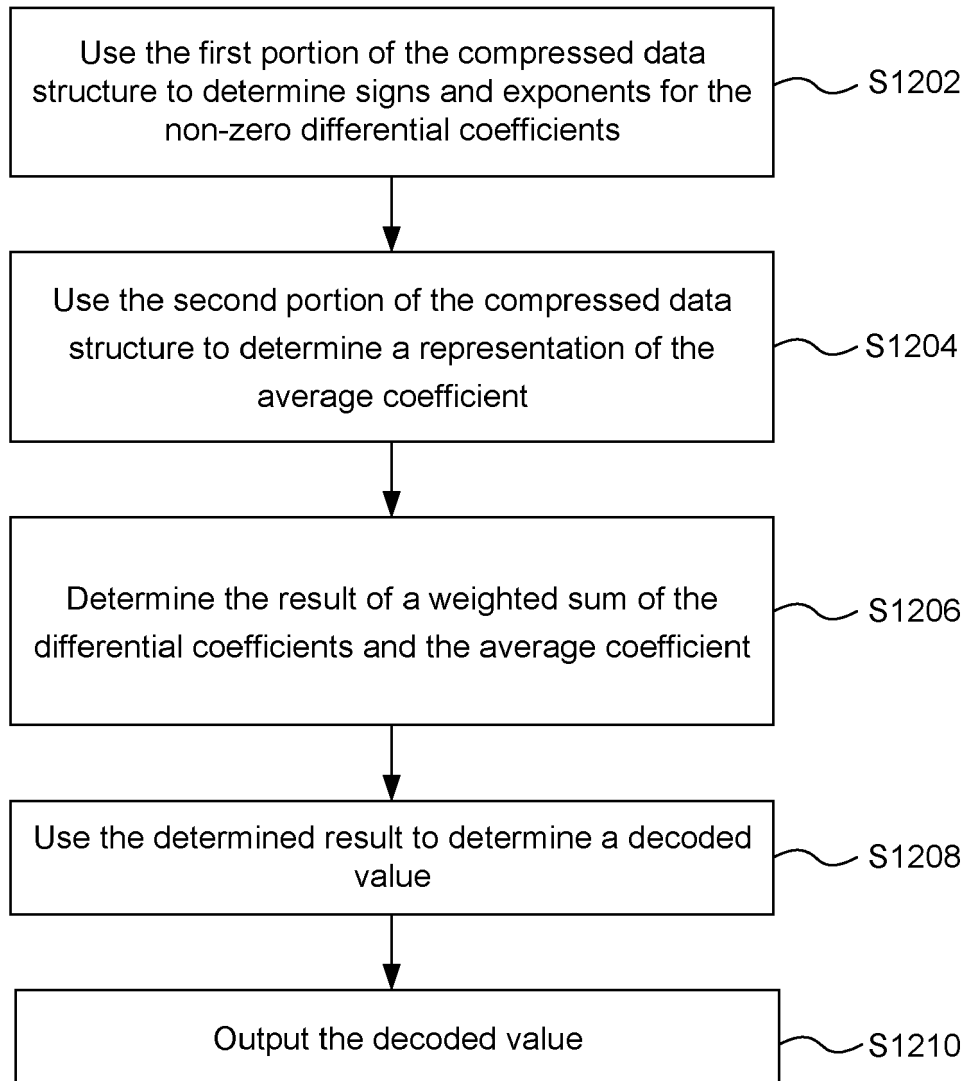 Use the first portion of the compressed data
structure to determine signs and exponents for the
non-zero differential coefficients
S1202
Use the second portion of the compressed data
structure to determine a representation of the
average coefficient
S1204
Determine the result of a weighted sum of the
differential coefficients and the average coefficient
S1206
Use the determined result to determine a decoded
value
S1208
Output the decoded value
S1210